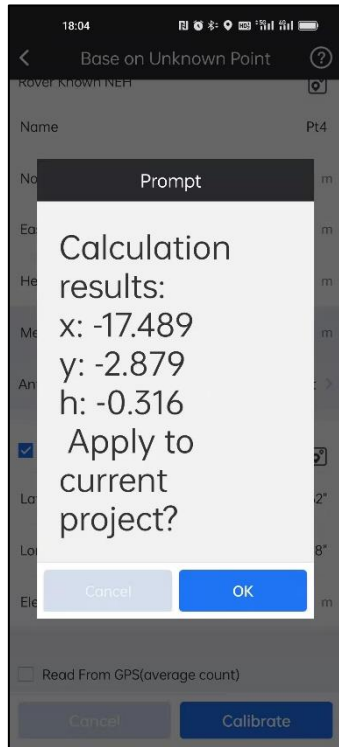 18:04
Base on Unknown Point
Rover Known NEH
Name Pt4
No m
Ea m
He m
Me m
An
La 2"
Lo 8"
Ele m
Prompt
Calculation
results:
x: -17.489
y: -2.879
h: -0.316
Apply to
current
project?
Cancel OK
Read From GPS(average count)
Cancel Calibrate